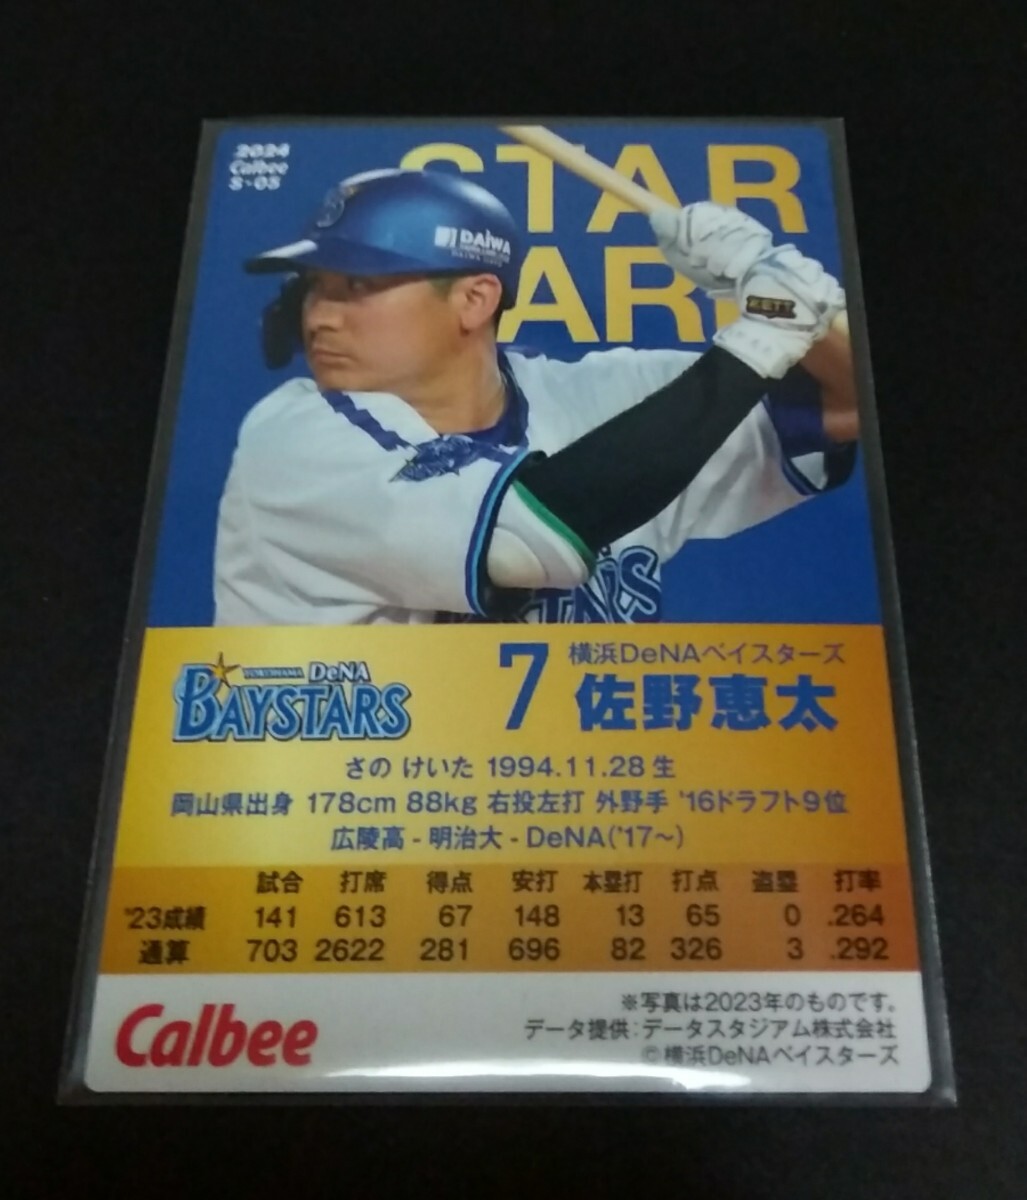 2024
Calbee
S-05
STAR
CARD
DAIWA
ZETT
YOKOHAMA DeNA
BAYSTARS
7
横浜DeNAベイスターズ
佐野恵太
さの けいた 1994.11.28生
岡山県出身 178cm 88kg 右投左打 外野手 '16ドラフト9位
広陵高 - 明治大 - DeNA('17~)
試合 打席 得点 安打 本塁打 打点 盗塁 打率
'23成績 141 613 67 148 13 65 0 .264
通算 703 2622 281 696 82 326 3 .292
Calbee
※写真は2023年のものです。
データ提供:データスタジアム株式会社
©横浜DeNAベイスターズ